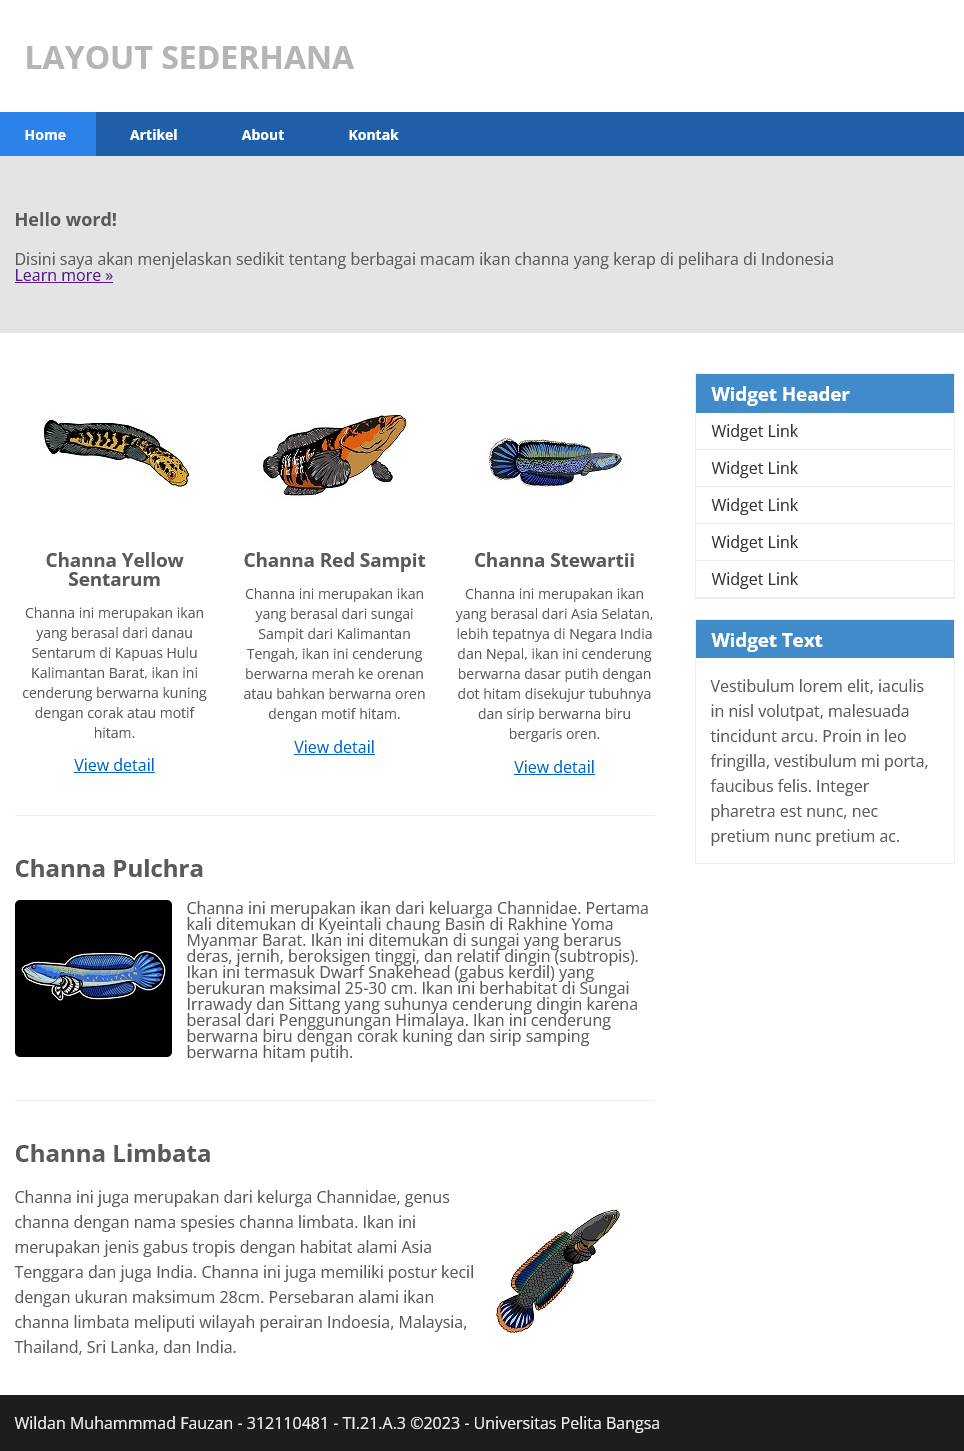 LAYOUT SEDERHANA
Home Artikel About Kontak
Hello word!
Disini saya akan menjelaskan sedikit tentang berbagai macam ikan channa yang kerap di pelihara di Indonesia
Learn more »
Channa Yellow
Sentarum
Channa ini merupakan ikan
yang berasal dari danau
Sentarum di Kapuas Hulu
Kalimantan Barat, ikan ini
cenderung berwarna kuning
dengan corak atau motif
hitam.
View detail
Channa Red Sampit
Channa ini merupakan ikan
yang berasal dari sungai
Sampit dari Kalimantan
Tengah, ikan ini cenderung
berwarna merah ke orenan
atau bahkan berwarna oren
dengan motif hitam.
View detail
Channa Stewartii
Channa ini merupakan ikan
yang berasal dari Asia Selatan,
lebih tepatnya di Negara India
dan Nepal, ikan ini cenderung
berwarna dasar putih dengan
dot hitam disekujur tubuhnya
dan sirip berwarna biru
bergaris oren.
View detail
Channa Pulchra
Channa ini merupakan ikan dari keluarga Channidae. Pertama
kali ditemukan di Kyeintali chaung Basin di Rakhine Yoma
Myanmar Barat. Ikan ini ditemukan di sungai yang berarus
deras, jernih, beroksigen tinggi, dan relatif dingin (subtropis).
Ikan ini termasuk Dwarf Snakehead (gabus kerdil) yang
berukuran maksimal 25-30 cm. Ikan ini berhabitat di Sungai
Irrawady dan Sittang yang suhunya cenderung dingin karena
berasal dari Penggunungan Himalaya. Ikan ini cenderung
berwarna biru dengan corak kuning dan sirip samping
berwarna hitam putih.
Channa Limbata
Channa ini juga merupakan dari kelurga Channidae, genus
channa dengan nama spesies channa limbata. Ikan ini
merupakan jenis gabus tropis dengan habitat alami Asia
Tenggara dan juga India. Channa ini juga memiliki postur kecil
dengan ukuran maksimum 28cm. Persebaran alami ikan
channa limbata meliputi wilayah perairan Indoesia, Malaysia,
Thailand, Sri Lanka, dan India.
Widget Header
Widget Link
Widget Link
Widget Link
Widget Link
Widget Link
Widget Text
Vestibulum lorem elit, iaculis
in nisl volutpat, malesuada
tincidunt arcu. Proin in leo
fringilla, vestibulum mi porta,
faucibus felis. Integer
pharetra est nunc, nec
pretium nunc pretium ac.
Wildan Muhammmad Fauzan - 312110481 - TI.21.A.3 ©2023 - Universitas Pelita Bangsa